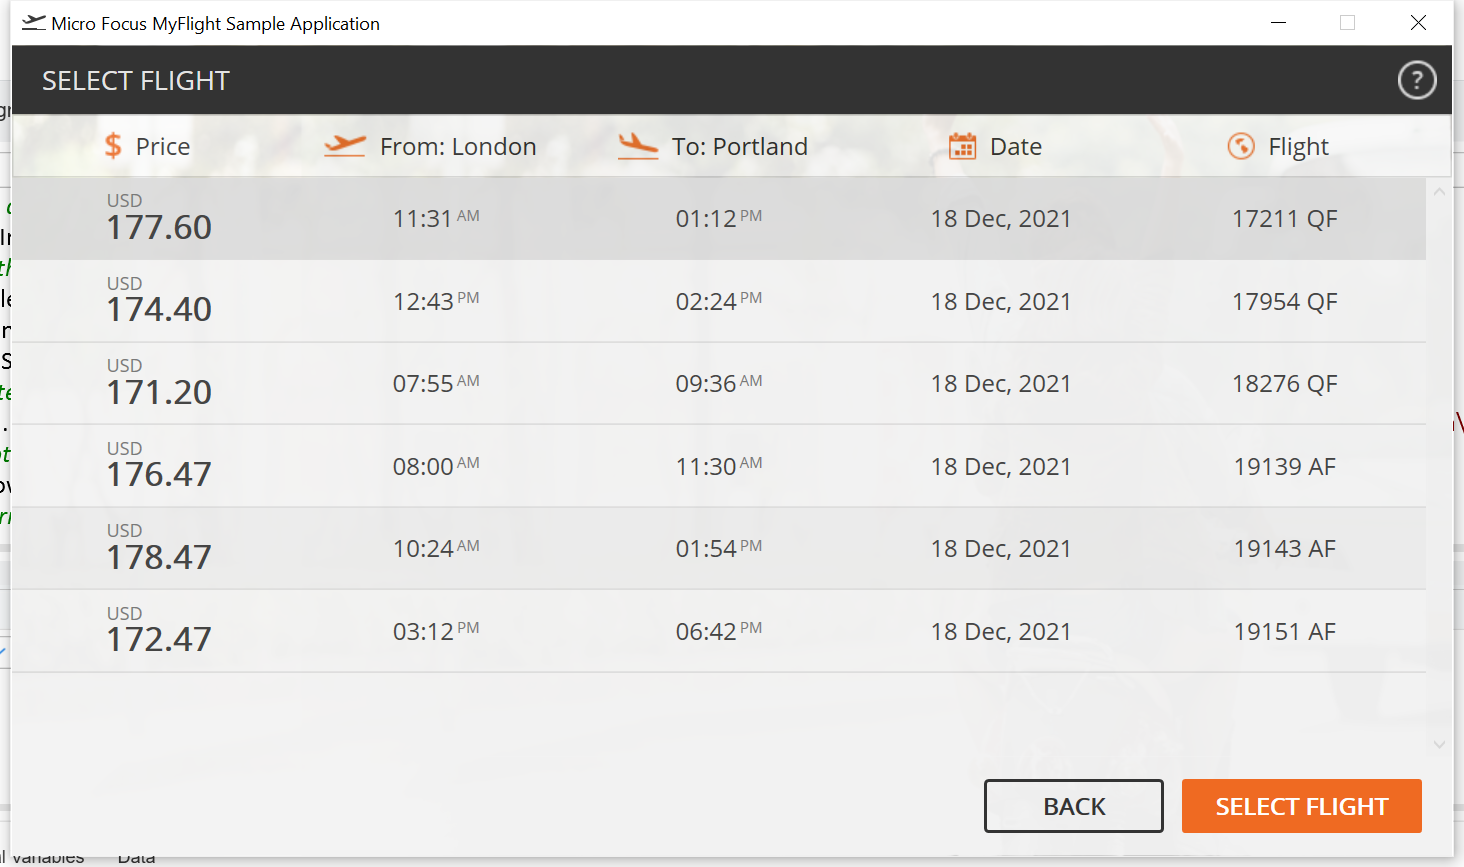 Micro Focus MyFlight Sample Application
SELECT FLIGHT ?
$ Price From: London To: Portland Date Flight
USD
177.60 11:31 AM 01:12 PM 18 Dec, 2021 17211 QF
USD
174.40 12:43 PM 02:24 PM 18 Dec, 2021 17954 QF
USD
171.20 07:55 AM 09:36 AM 18 Dec, 2021 18276 QF
USD
176.47 08:00 AM 11:30 AM 18 Dec, 2021 19139 AF
USD
178.47 10:24 AM 01:54 PM 18 Dec, 2021 19143 AF
USD
172.47 03:12 PM 06:42 PM 18 Dec, 2021 19151 AF
BACK SELECT FLIGHT
Variables Data